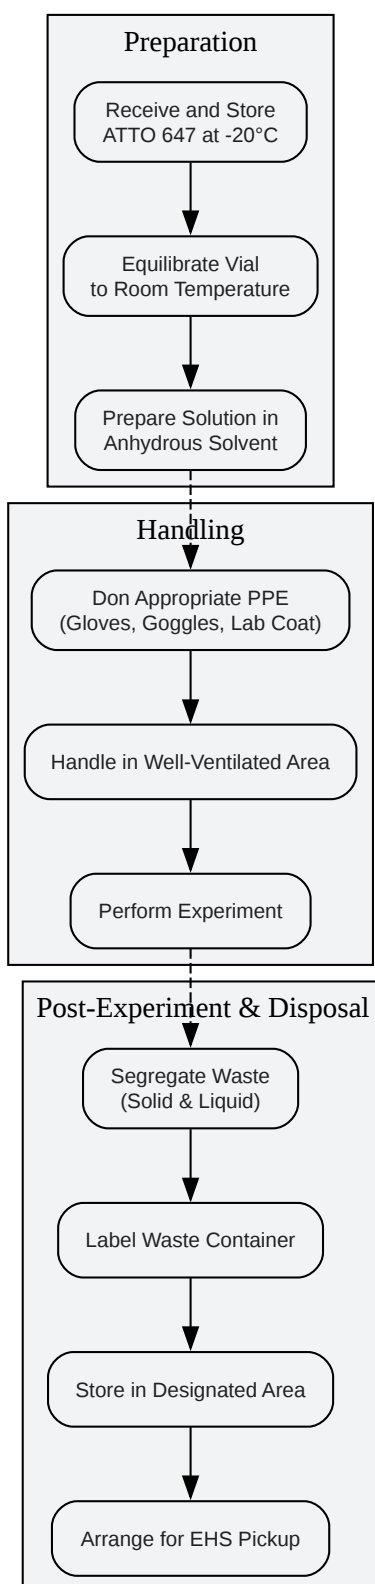 Preparation
Receive and Store
ATTO 647 at -20°C
Equilibrate Vial
to Room Temperature
Prepare Solution in
Anhydrous Solvent
Handling
Don Appropriate PPE
(Gloves, Goggles, Lab Coat)
Handle in Well-Ventilated Area
Perform Experiment
Post-Experiment & Disposal
Segregate Waste
(Solid & Liquid)
Label Waste Container
Store in Designated Area
Arrange for EHS Pickup